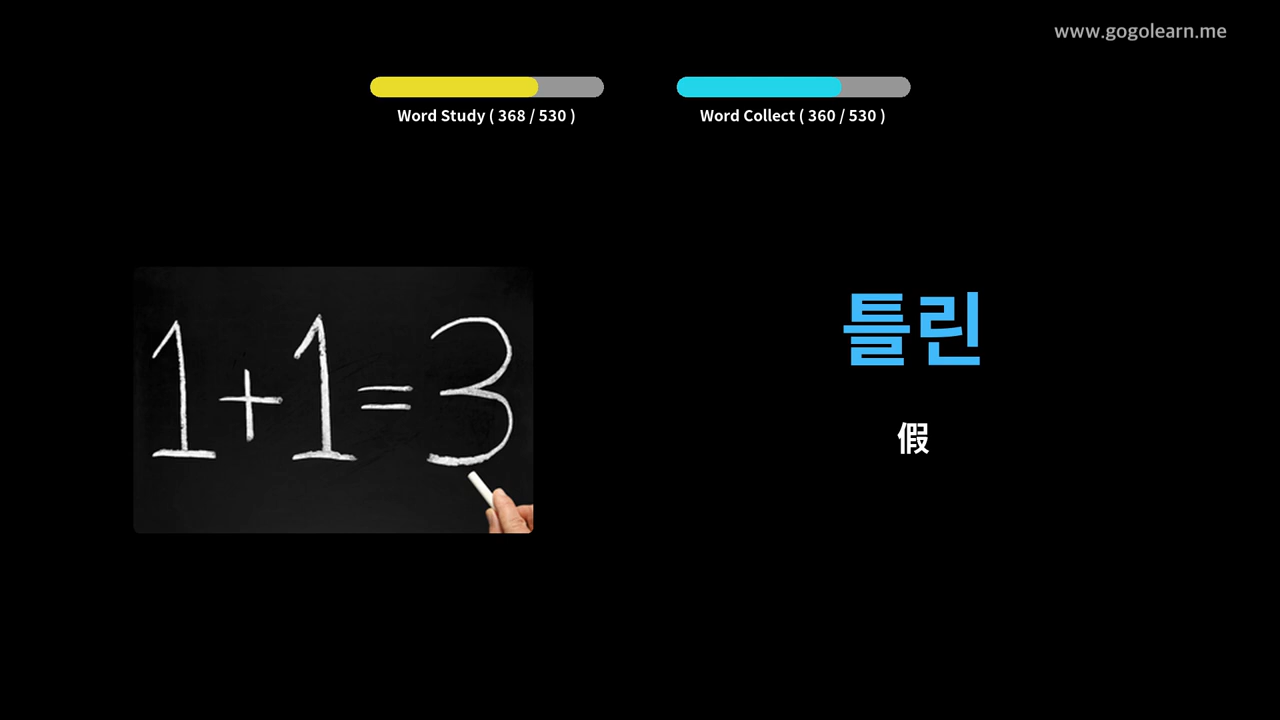 www.gogolearn.me
Word Study ( 368 / 530 )
Word Collect ( 360 / 530 )
1+1=3
틀린
假